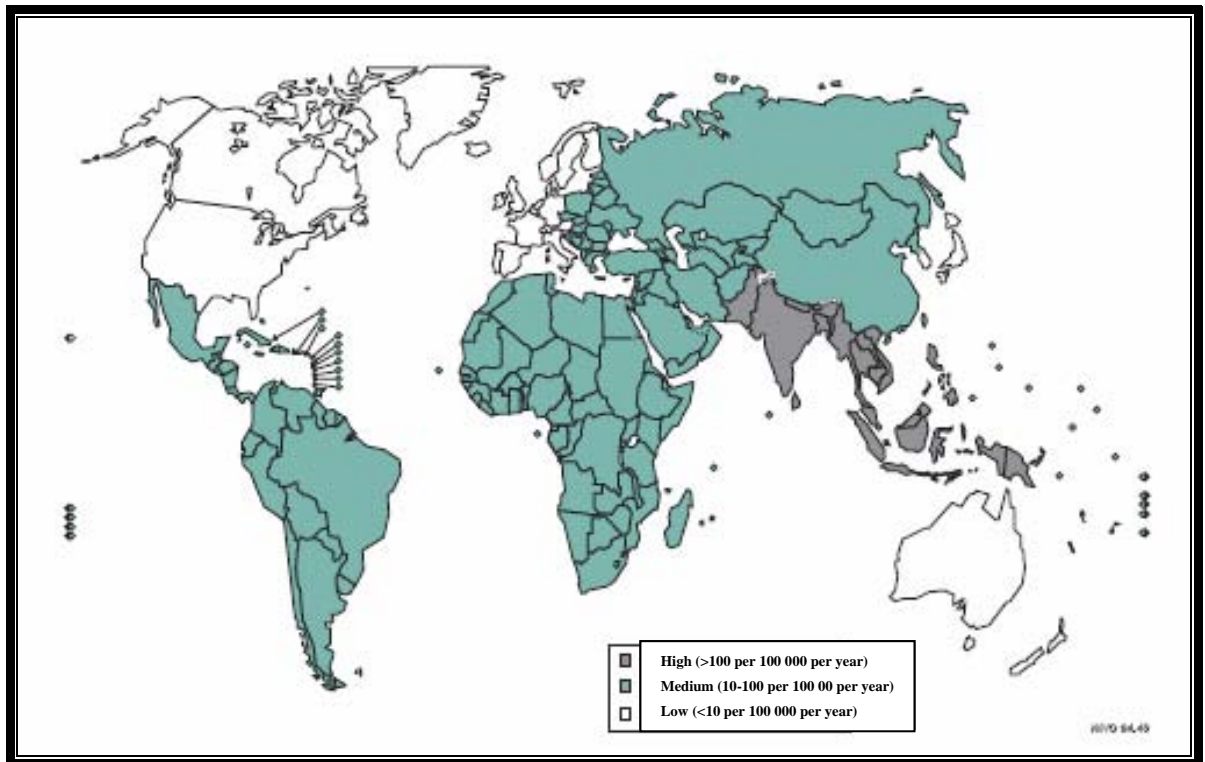 High (>100 per 100 000 per year)
Medium (10-100 per 100 00 per year)
Low (<10 per 100 000 per year)